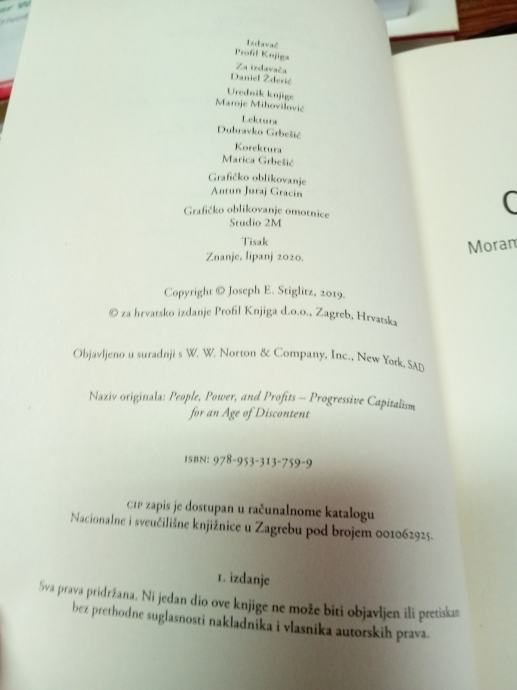 Izdavač
Profil Knjiga
Za izdavača
Daniel Žderić
Urednik knjige
Maroje Mihovilović
Lektura
Dubravko Grbešić
Korektura
Marica Grbešić
Grafičko oblikovanje
Antun Juraj Gracin
Grafičko oblikovanje omotnice
Studio 2M
Tisak
Znanje, lipanj 2020.
Copyright © Joseph E. Stiglitz, 2019.
© za hrvatsko izdanje Profil Knjiga d.o.o., Zagreb, Hrvatska
Objavljeno u suradnji s W. W. Norton & Company, Inc., New York, SAD
Naziv originala: People, Power, and Profits – Progressive Capitalism
for an Age of Discontent
ISBN: 978-953-313-759-9
CIP zapis je dostupan u računalnome katalogu
Nacionalne i sveučilišne knjižnice u Zagrebu pod brojem 001062925.
1. izdanje
Sva prava pridržana. Ni jedan dio ove knjige ne može biti objavljen ili pretiskan
bez prethodne suglasnosti nakladnika i vlasnika autorskih prava.
Moram